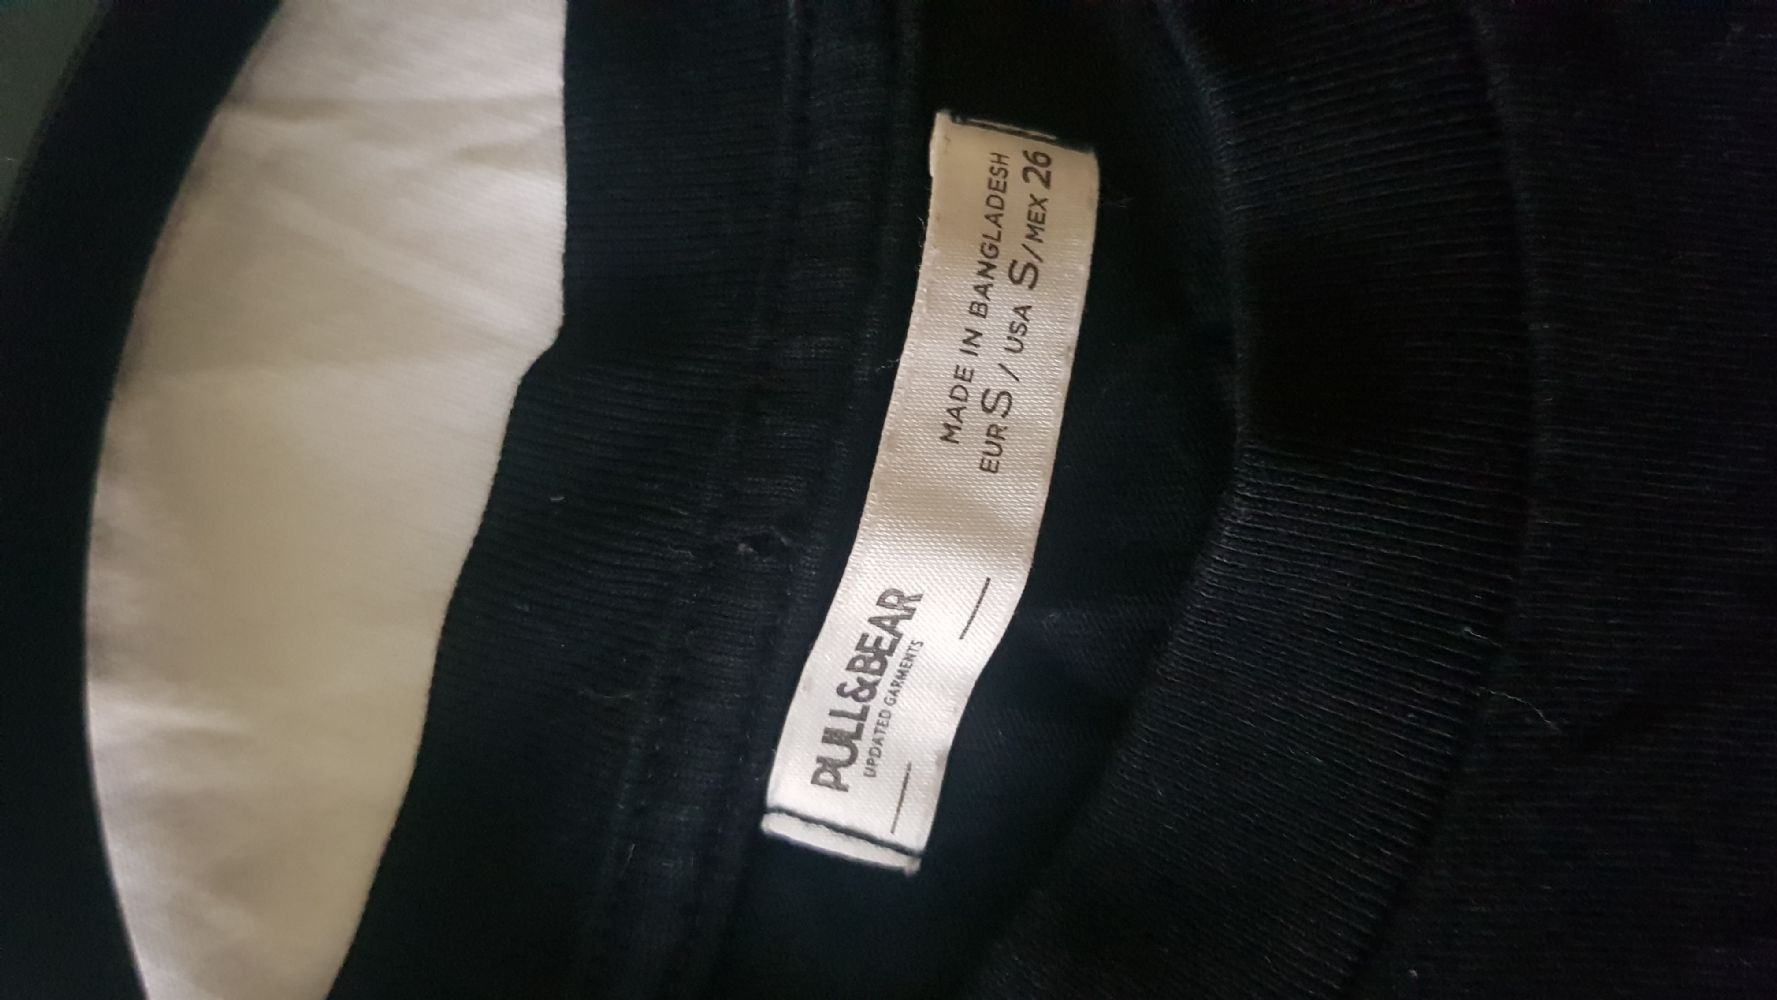 PULL&BEAR
UPDATED GARMENTS
MADE IN BANGLADESH
EUR S / USA S/MEX 26